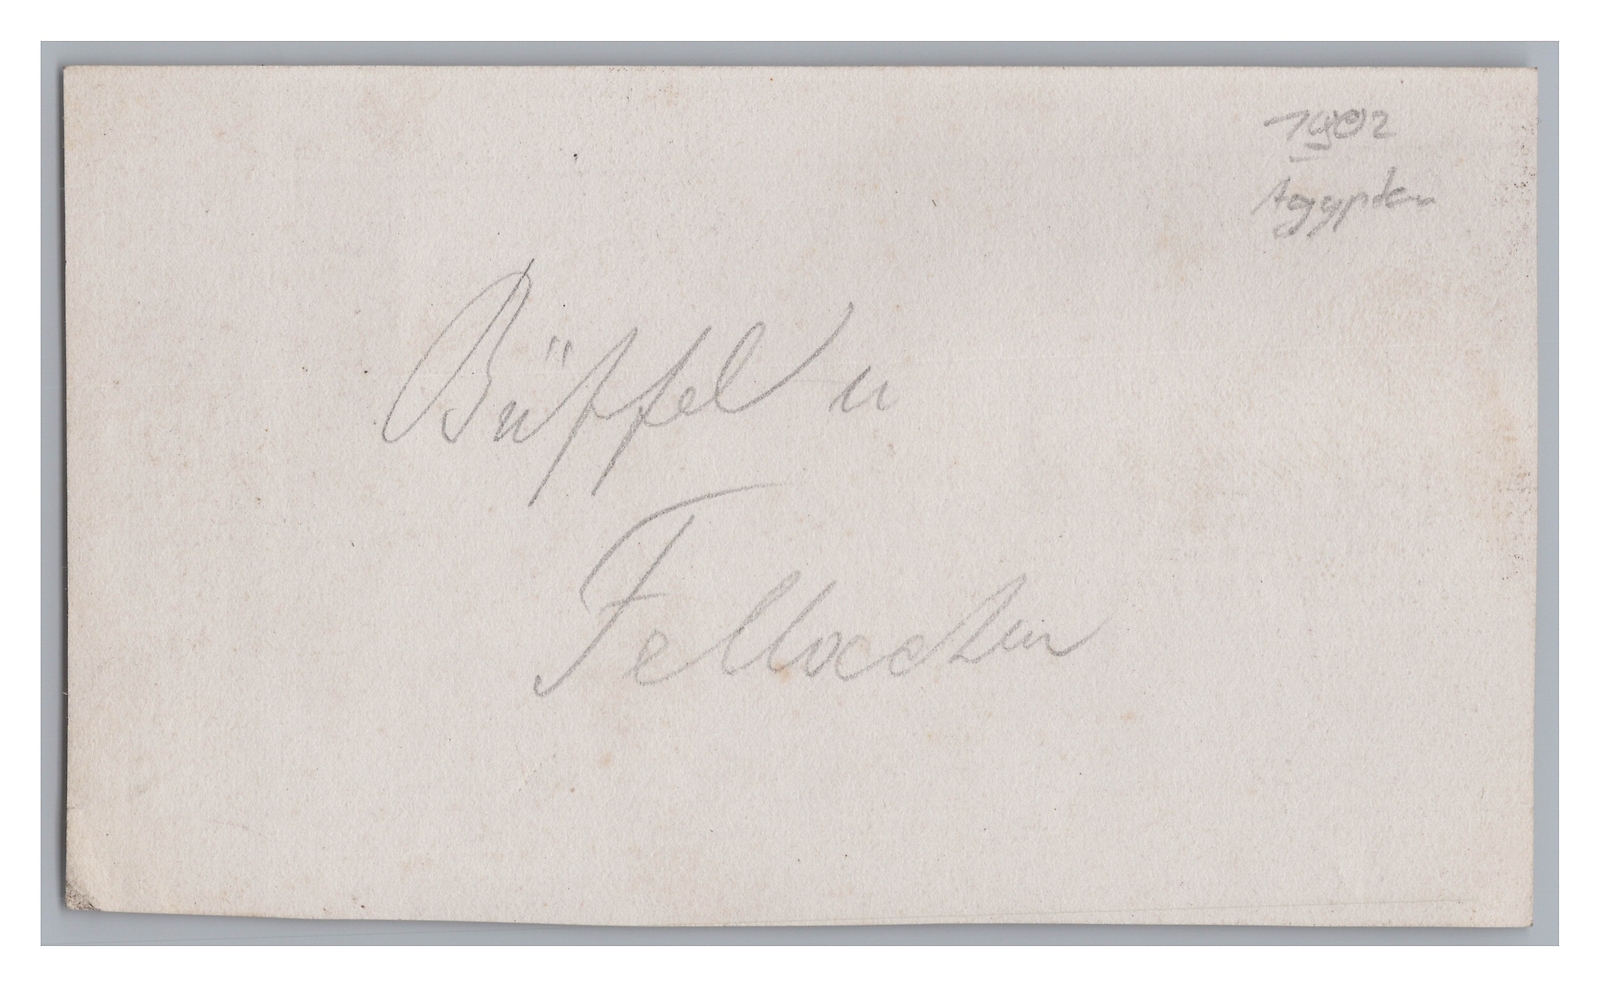 1902
Ägypten
Büffel u
Fellachen